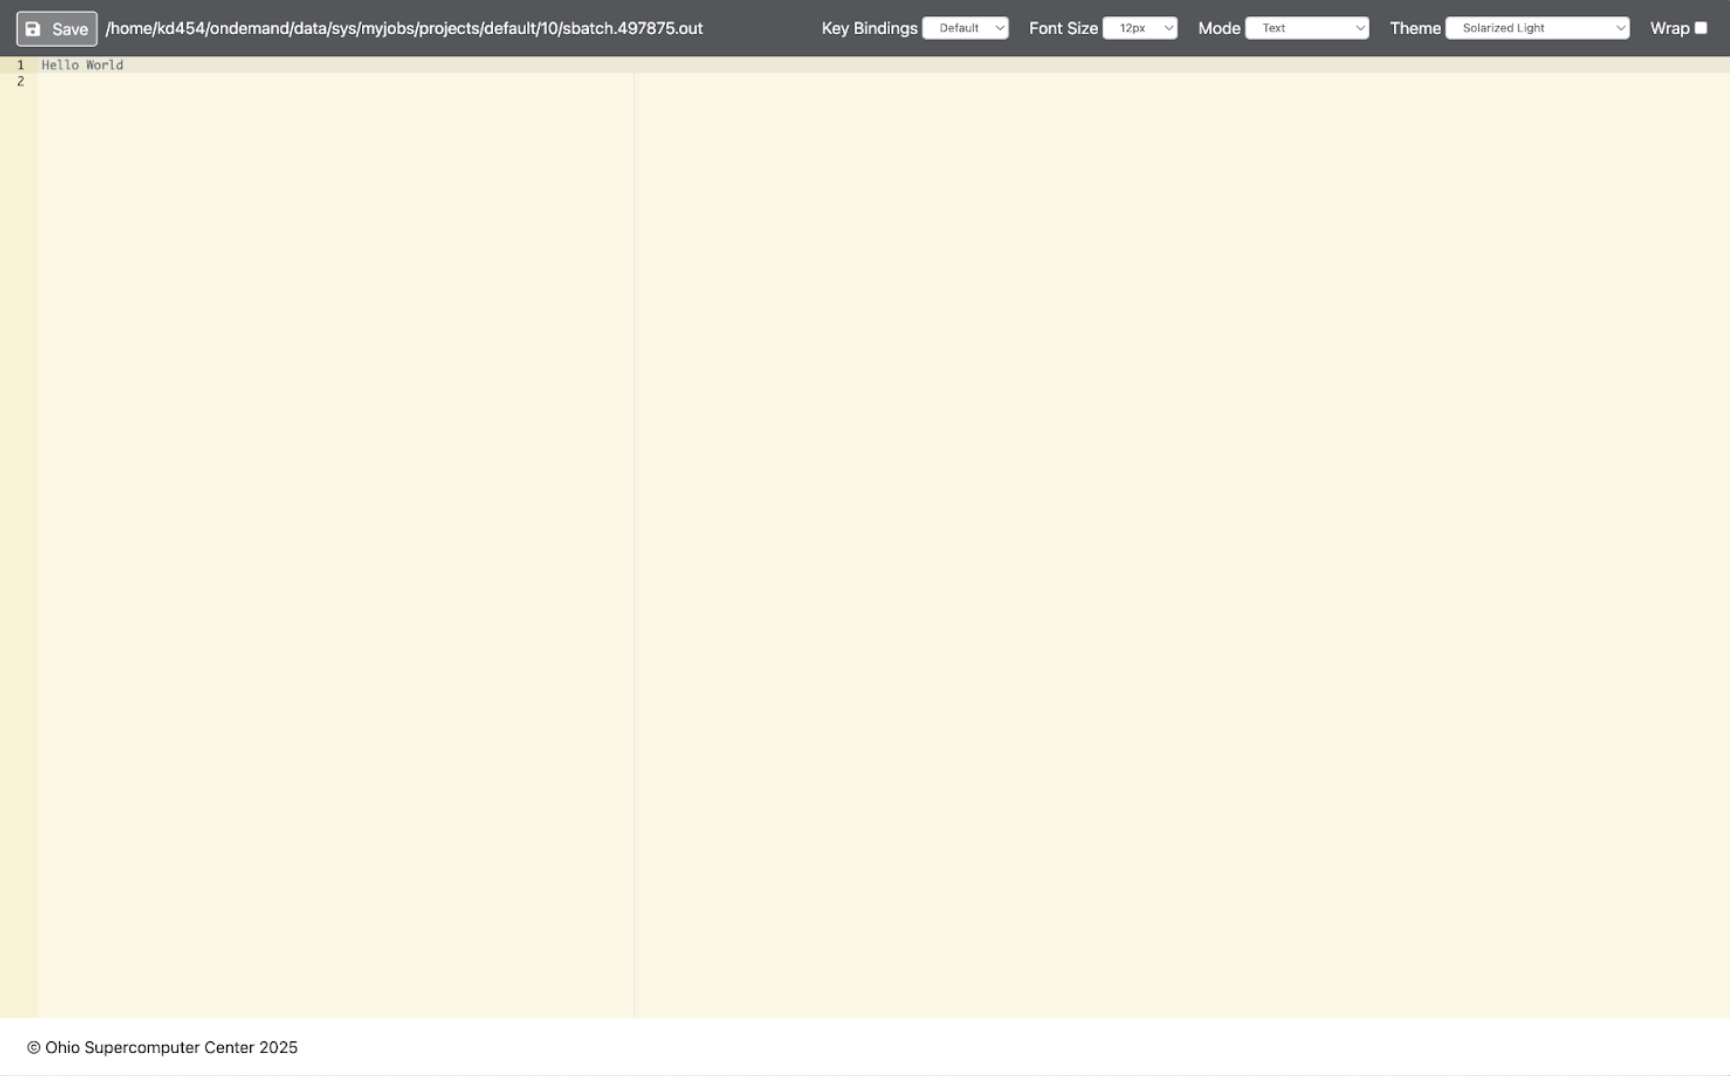 Save /home/kd454/ondemand/data/sys/myjobs/projects/default/10/sbatch.497875.out Key Bindings Default Font Size 12px Mode Text Theme Solarized Light Wrap
1 Hello World
2
© Ohio Supercomputer Center 2025